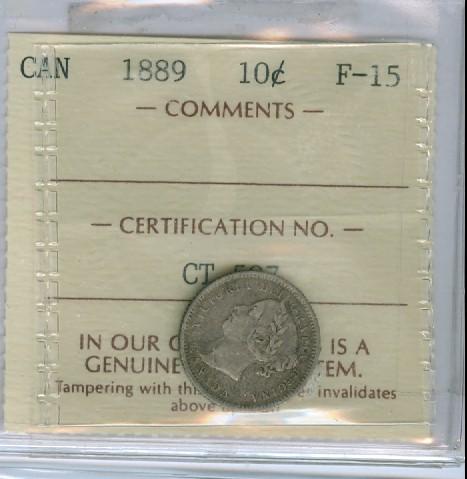 CAN 1889 10¢ F-15
— COMMENTS —
— CERTIFICATION NO. —
CT
IN OUR IS A
GENUINE
Tampering with invalidates
above